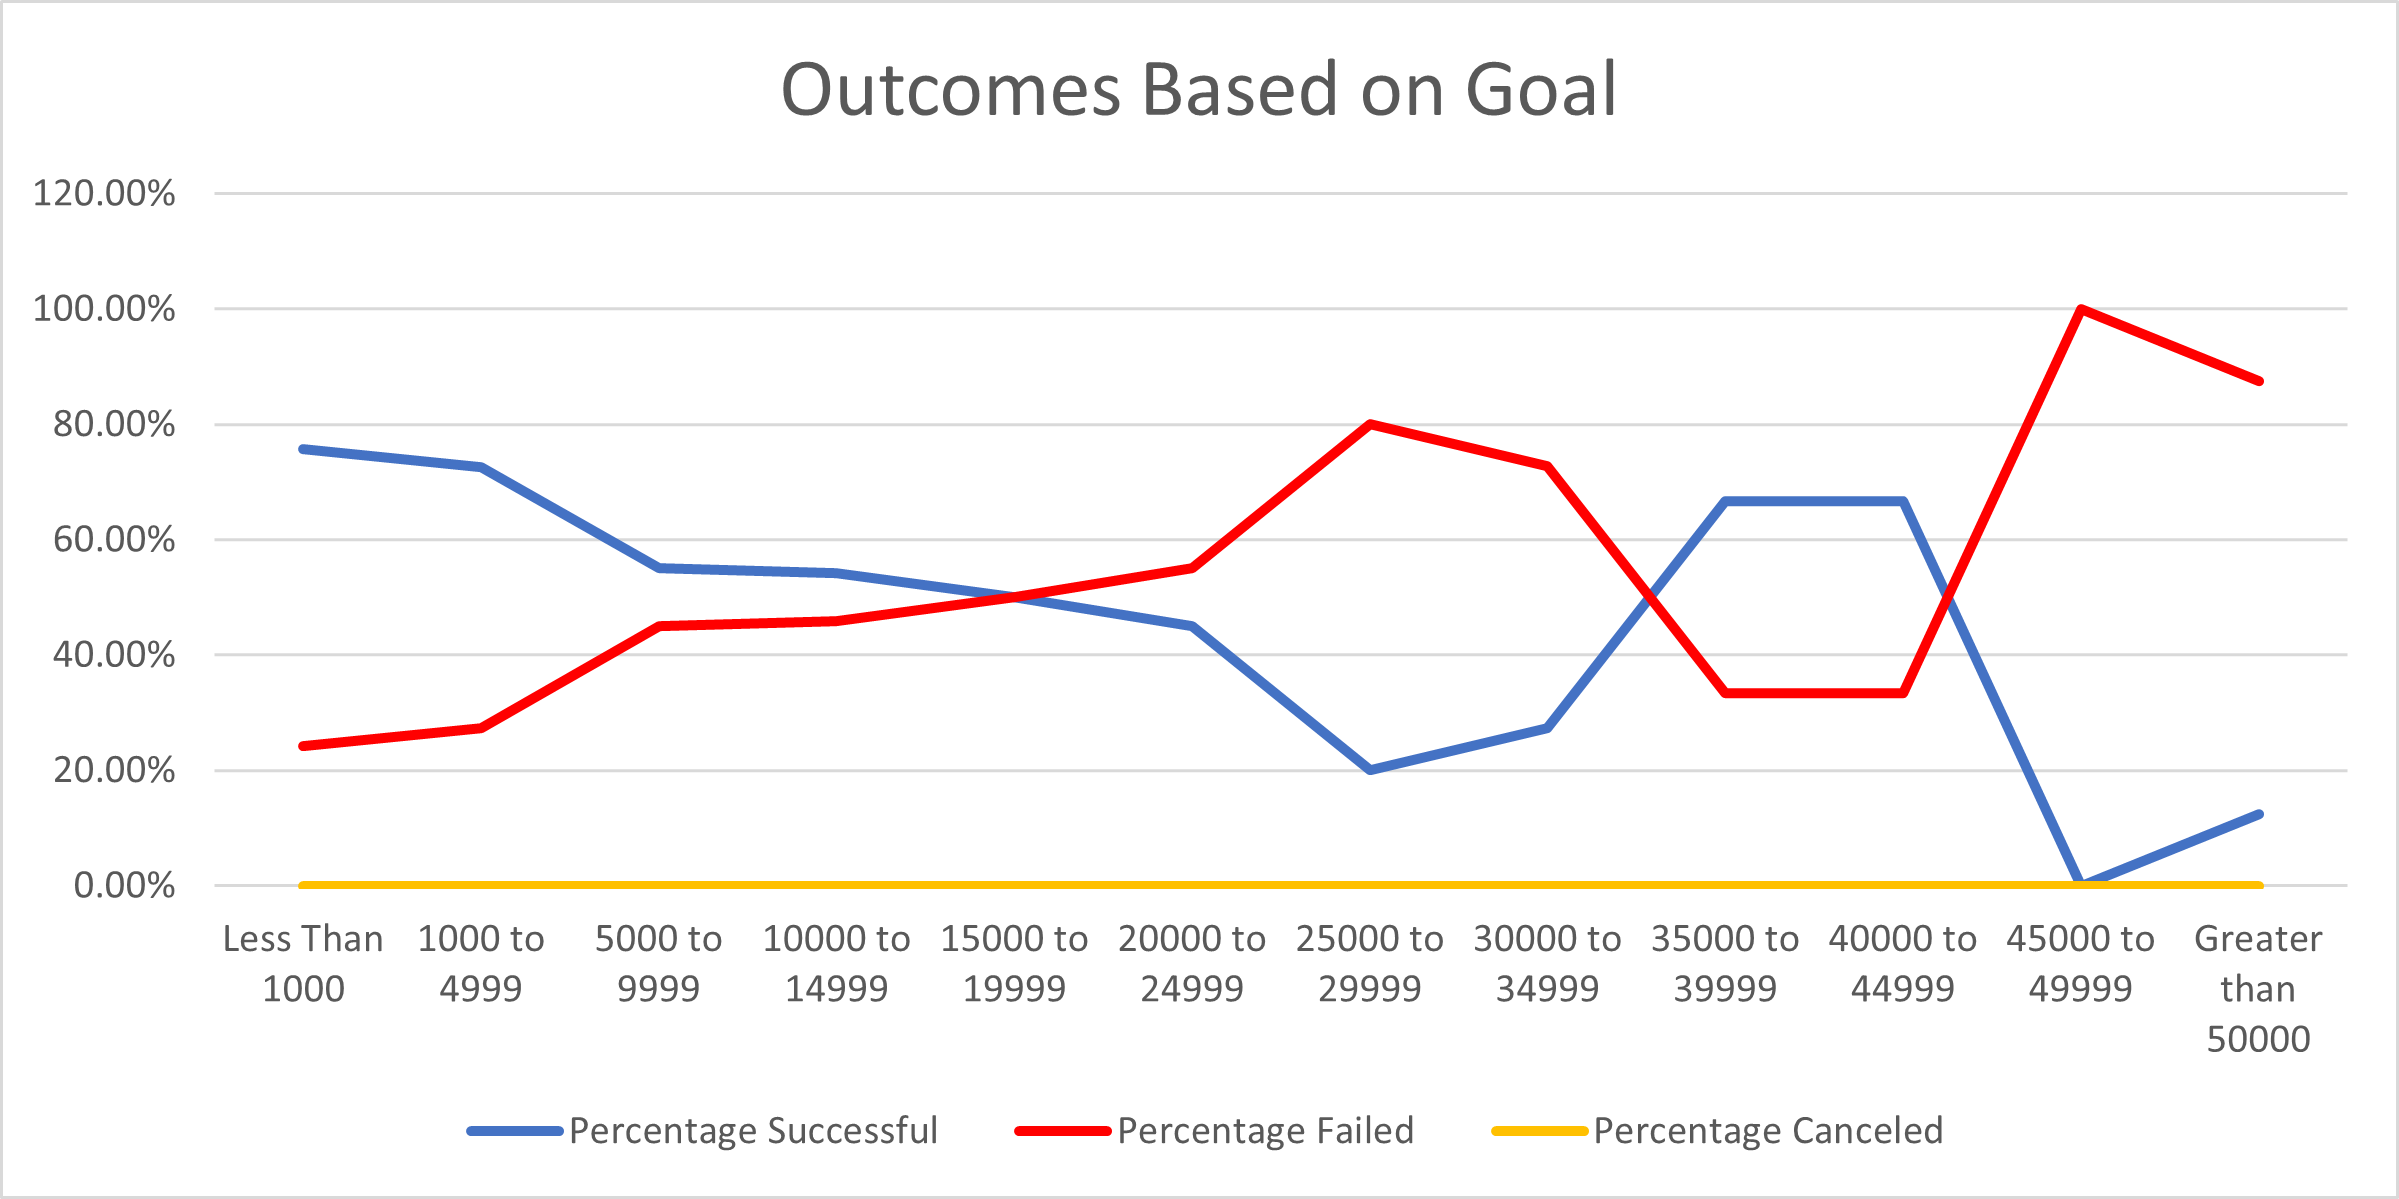 Outcomes Based on Goal
120.00%
100.00%
80.00%
60.00%
40.00%
20.00%
0.00%
Less Than
1000
1000 to
4999
5000 to
9999
10000 to
14999
15000 to
19999
20000 to
24999
25000 to
29999
30000 to
34999
35000 to
39999
40000 to
44999
45000 to
49999
Greater
than
50000
Percentage Successful
Percentage Failed
Percentage Canceled